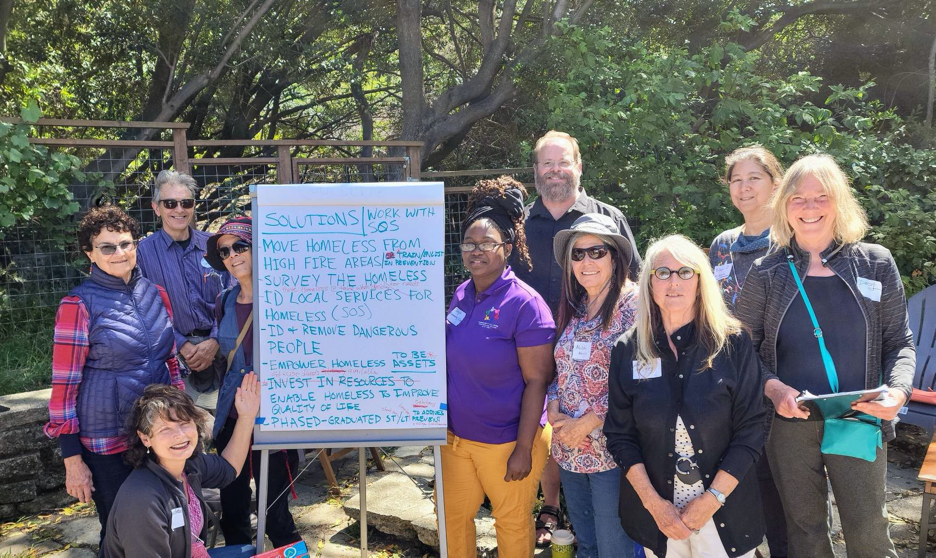 SOLUTIONS/ WORK WITH SOS
- MOVE HOMELESS FROM
HIGH FIRE AREAS OR TRAIN/ENLIST IN PREVENTION
- SURVEY THE HOMELESS
- ID LOCAL SERVICES FOR
HOMELESS (SOS)
- ID & REMOVE DANGEROUS
PEOPLE
- EMPOWER HOMELESS TO BE ASSETS
- INVEST IN RESOURCES TO
ENABLE HOMELESS TO IMPROVE
QUALITY OF LIFE
- PHASED-GRADUATED ST/LT TO ADDRESS